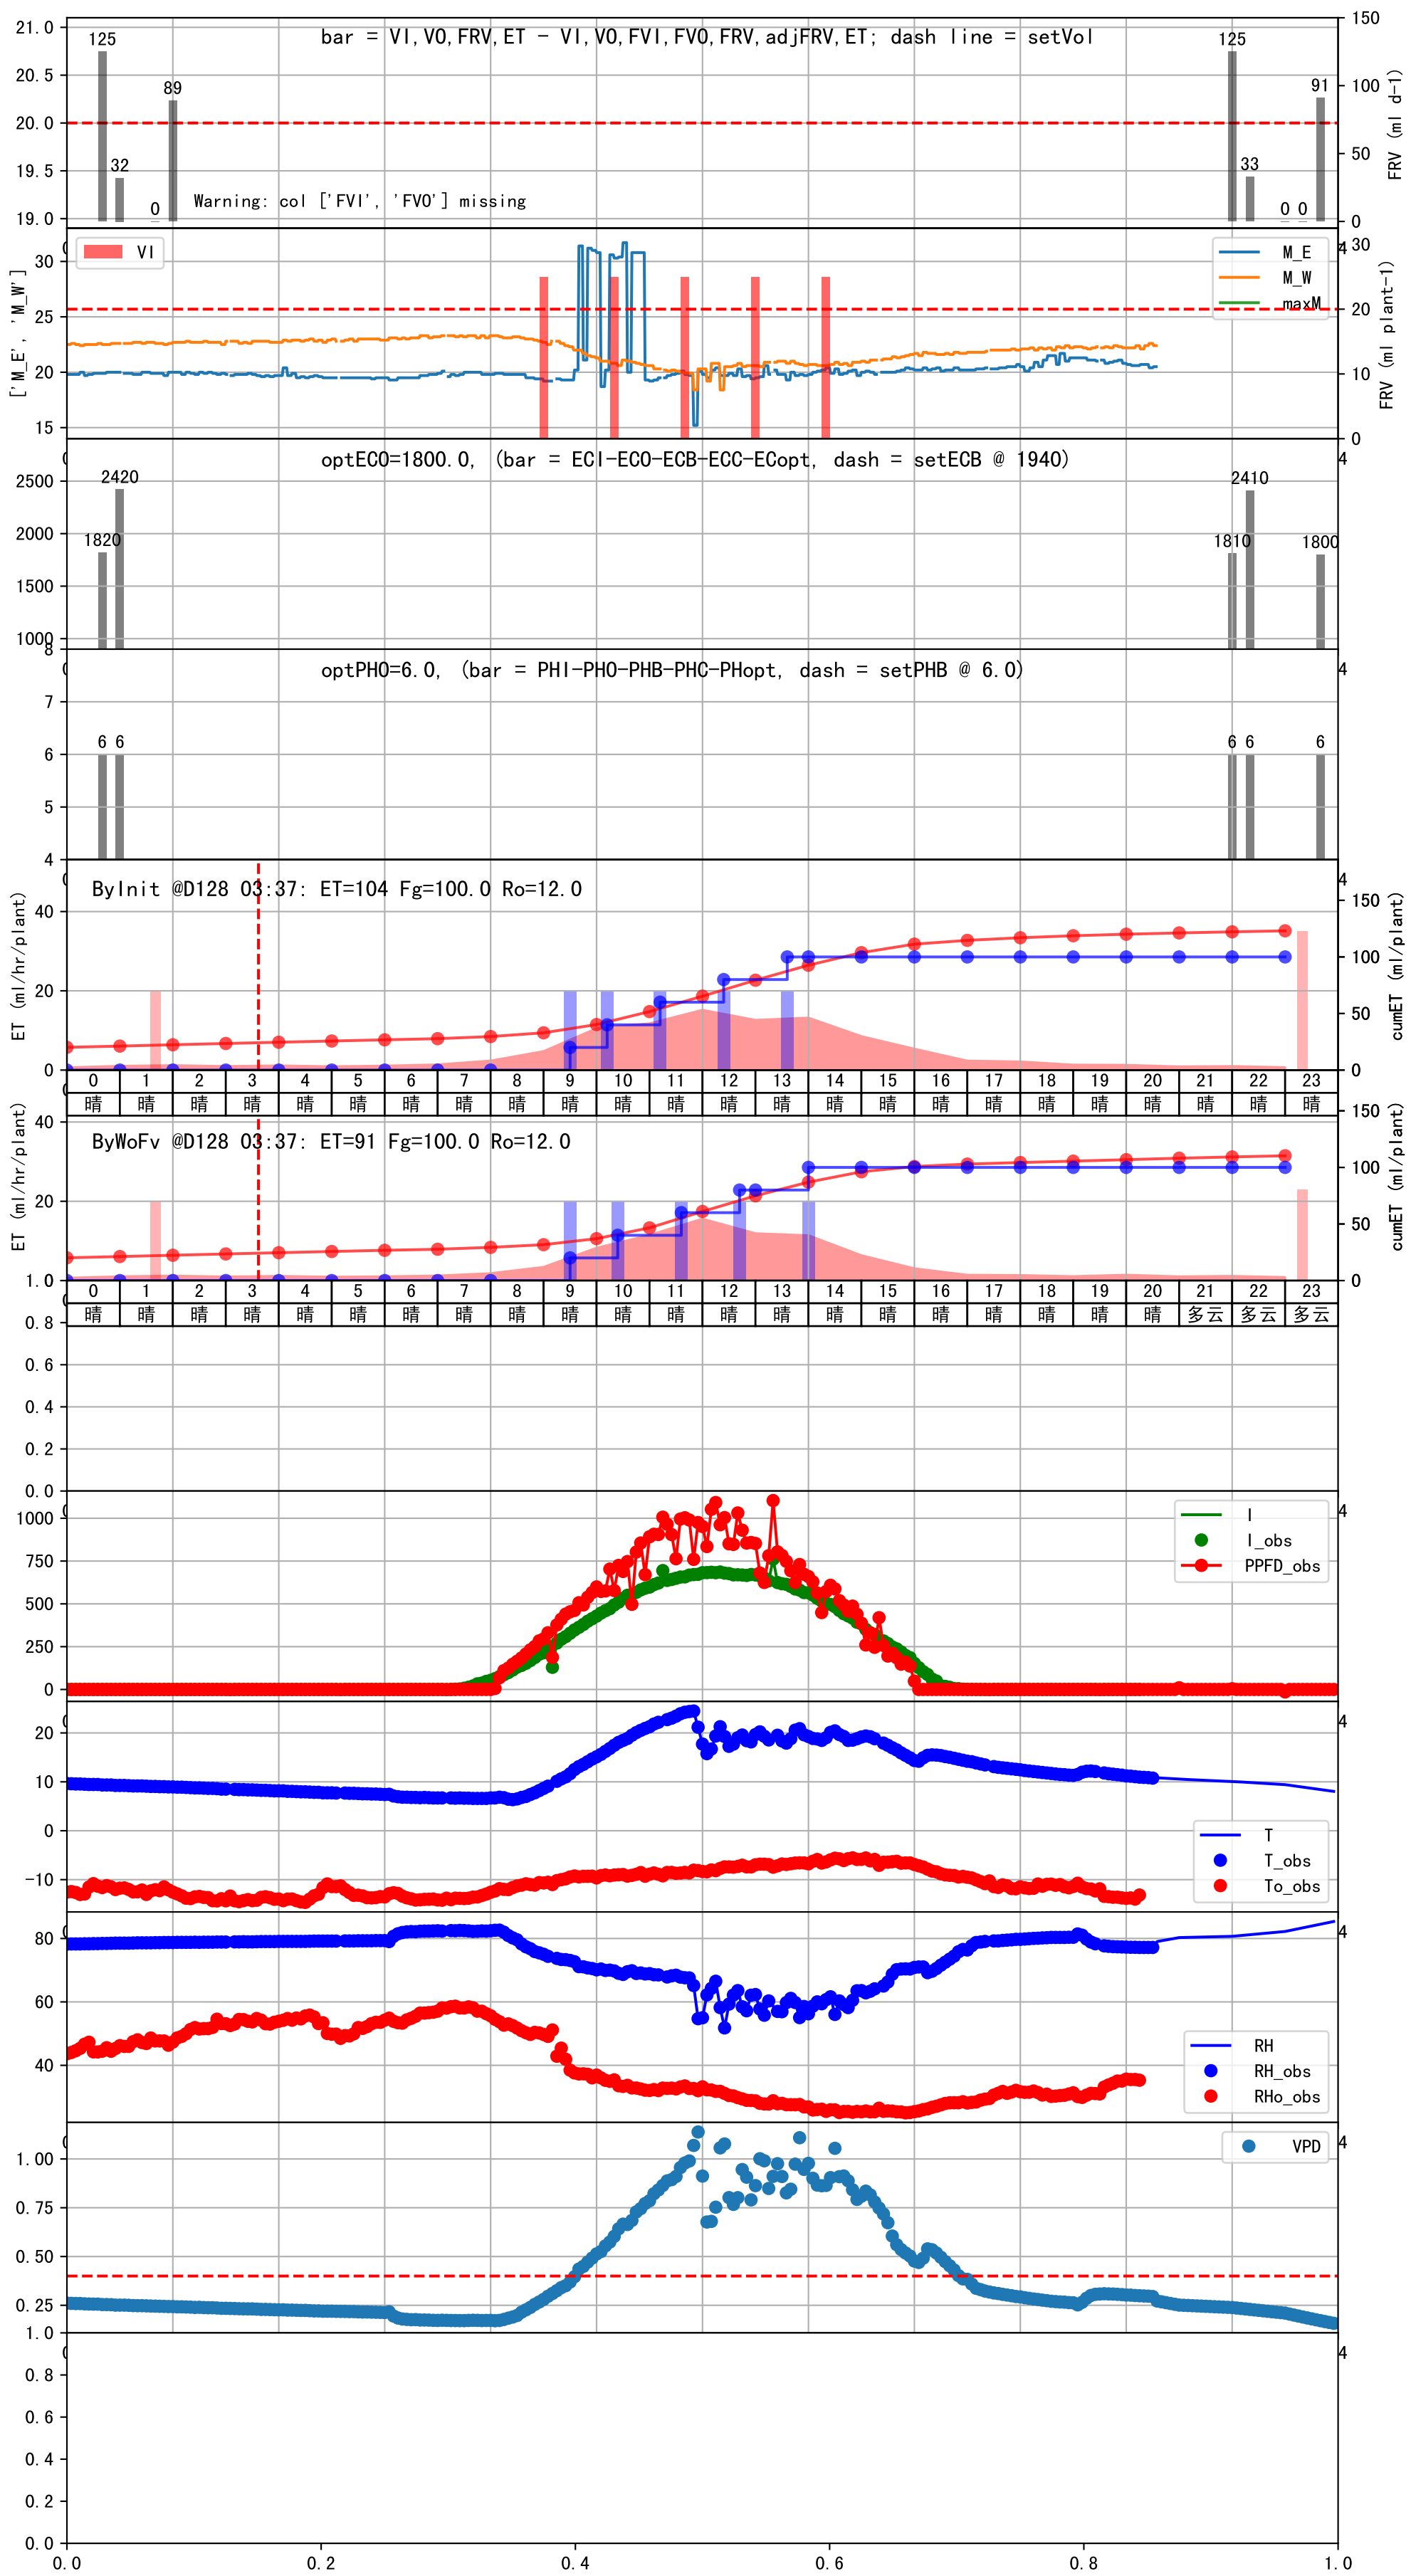 bar = VI,VO,FRV,ET - VI,VO,FVI,FVO,FRV,adjFRV,ET; dash line = setVol
21.0
20.5
20.0
19.5
19.0
125
32
0
89
125
33
0 0
91
Warning: col ['FVI', 'FVO'] missing
150
100
50
0
FRV (ml d-1)
['M_E', 'M_W']
30
25
20
15
VI
M_E
M_W
maxM
4
30
20
10
0
FRV (ml plant-1)
optECO=1800.0, (bar = ECI-ECO-ECB-ECC-ECopt, dash = setECB @ 1940)
2500
2000
1500
1000
1820
2420
1810
2410
1800
4
optPHO=6.0, (bar = PHI-PHO-PHB-PHC-PHopt, dash = setPHB @ 6.0)
8
7
6
5
4
6 6
6 6
6
4
ByInit @D128 03:37: ET=104 Fg=100.0 Ro=12.0
ET (ml/hr/plant)
40
20
0
4
150
100
50
0
cumET (ml/plant)
0 1 2 3 4 5 6 7 8 9 10 11 12 13 14 15 16 17 18 19 20 21 22 23
晴 晴 晴 晴 晴 晴 晴 晴 晴 晴 晴 晴 晴 晴 晴 晴 晴 晴 晴 晴 晴 晴 晴 晴
ByWoFv @D128 03:37: ET=91 Fg=100.0 Ro=12.0
ET (ml/hr/plant)
40
20
150
100
50
0
cumET (ml/plant)
0 1 2 3 4 5 6 7 8 9 10 11 12 13 14 15 16 17 18 19 20 21 22 23
晴 晴 晴 晴 晴 晴 晴 晴 晴 晴 晴 晴 晴 晴 晴 晴 晴 晴 晴 晴 晴 多云 多云 多云
1.0
0.8
0.6
0.4
0.2
0.0
1000
750
500
250
0
I
I_obs
PPFD_obs
4
20
10
0
-10
T
T_obs
To_obs
4
80
60
40
RH
RH_obs
RHo_obs
4
1.00
0.75
0.50
0.25
VPD
4
1.0
0.8
0.6
0.4
0.2
0.0
4
0.0 0.2 0.4 0.6 0.8 1.0